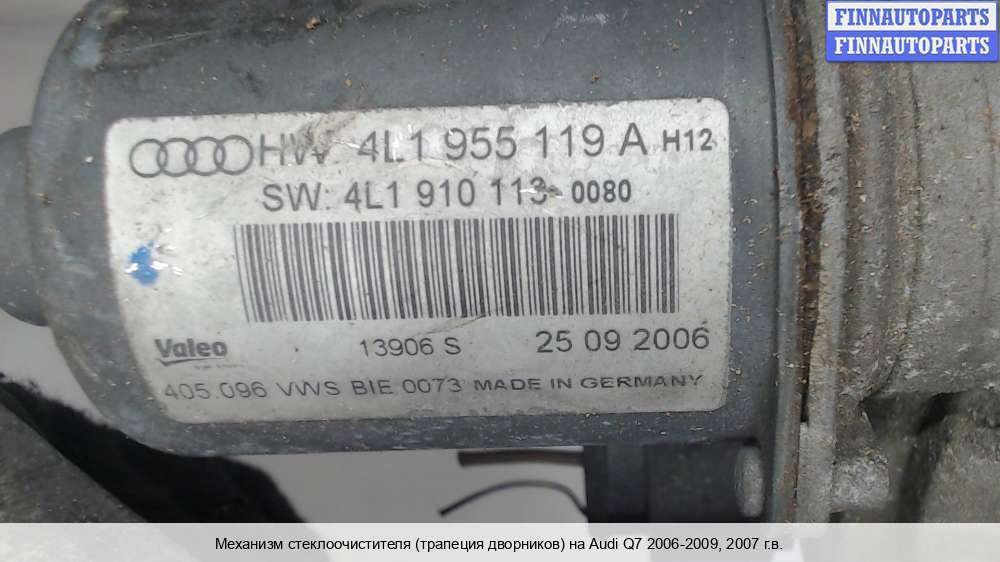 FINNAUTOPARTS
FINNAUTOPARTS
HW: 4L1 955 119 A H12
SW: 4L1 910 113 0080
Valeo 13906 S 25 09 2006
405.096 VWS BIE 0073 MADE IN GERMANY
Механизм стеклоочистителя (трапеция дворников) на Audi Q7 2006-2009, 2007 г.в.